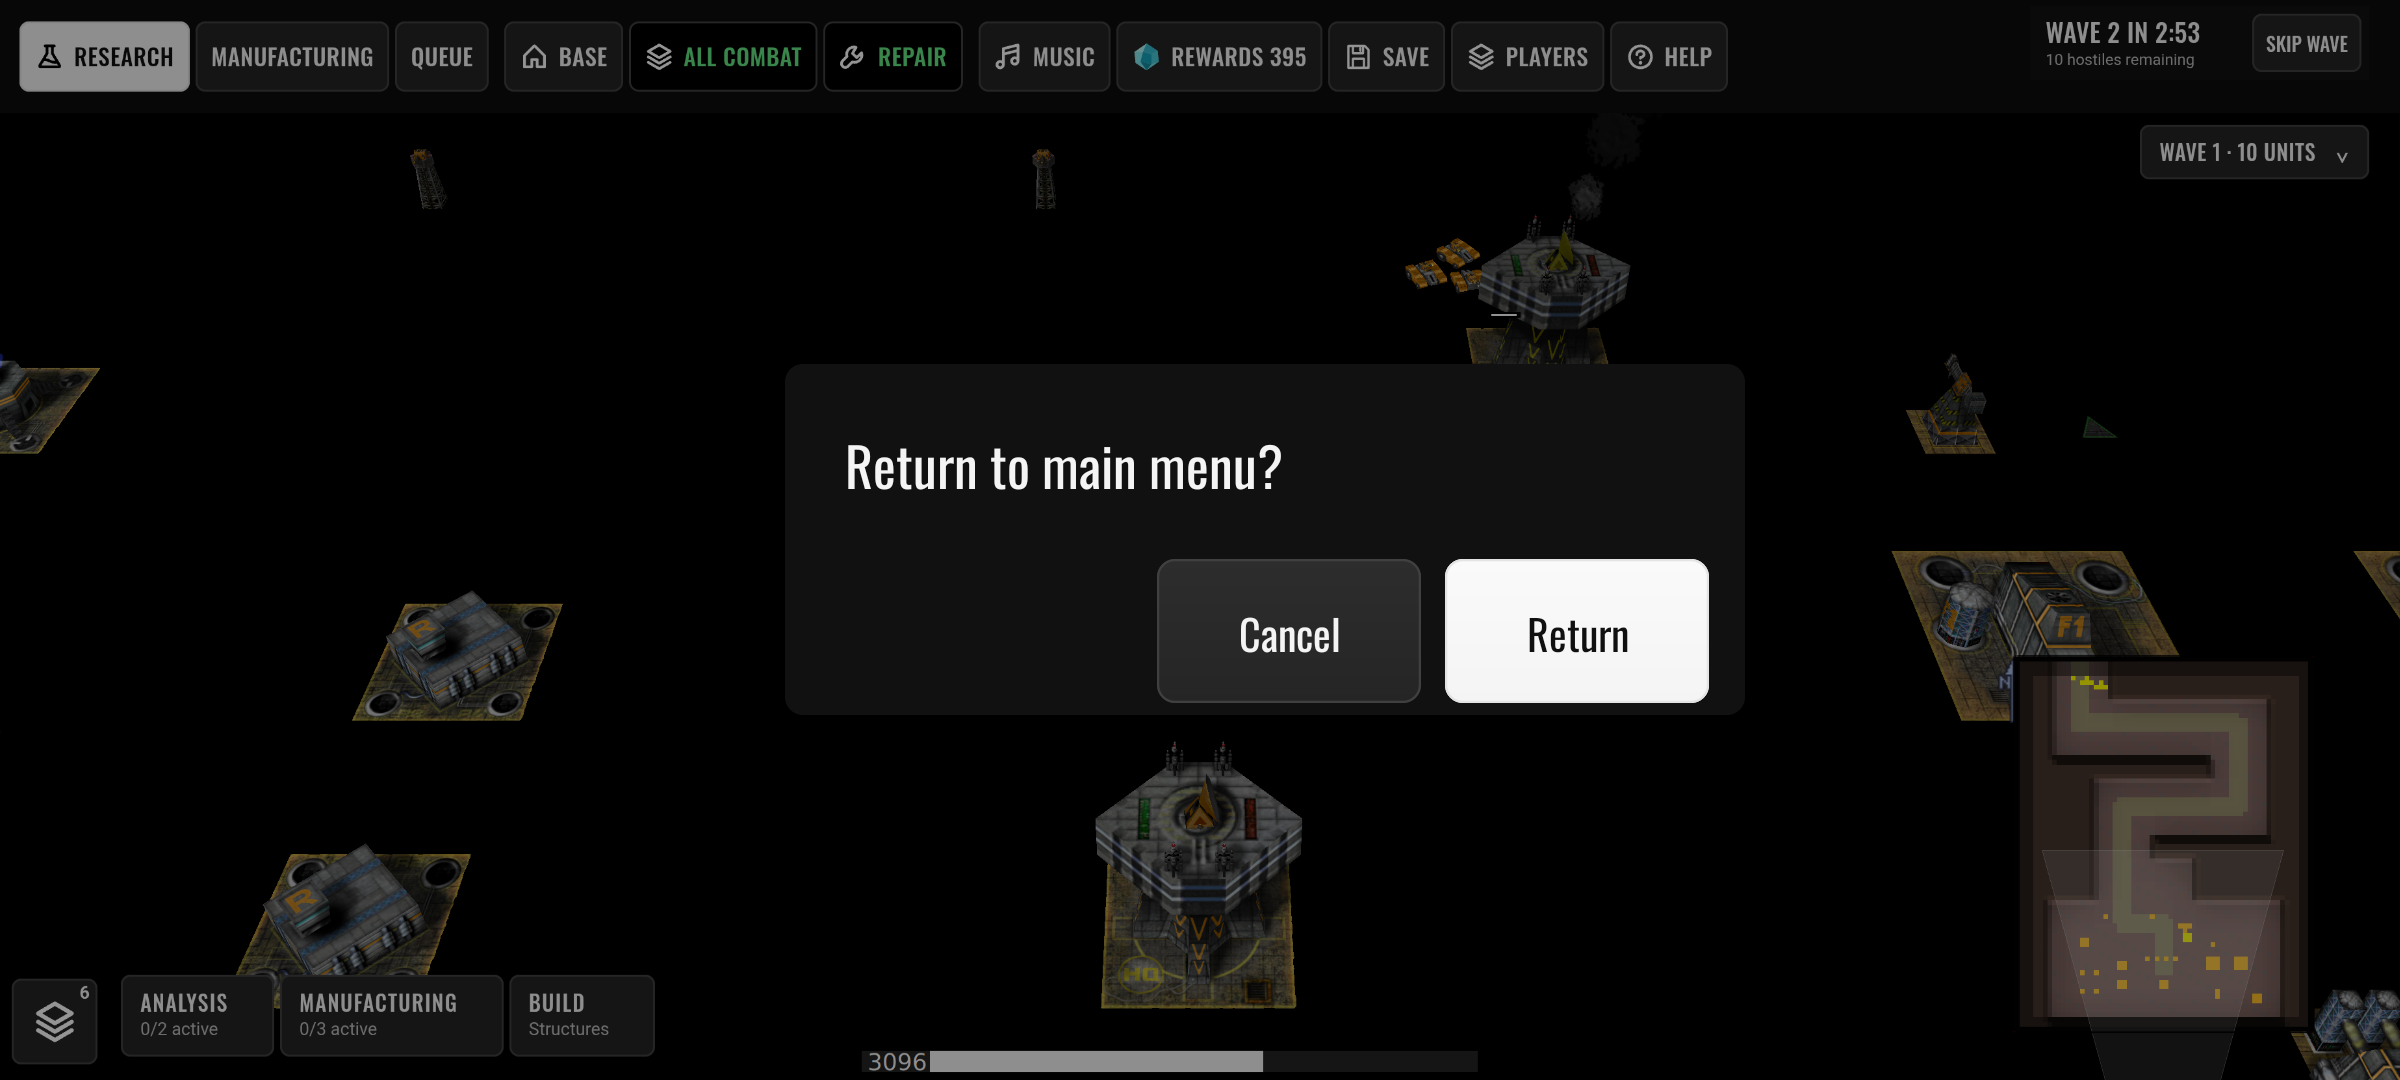 RESEARCH
MANUFACTURING
QUEUE
BASE
ALL COMBAT
REPAIR
MUSIC
REWARDS 395
SAVE
PLAYERS
HELP
WAVE 2 IN 2:53
10 hostiles remaining
SKIP WAVE
WAVE 1 · 10 UNITS
Return to main menu?
Cancel
Return
R
F1
N
R
HQ
6
ANALYSIS
0/2 active
MANUFACTURING
0/3 active
BUILD
Structures
3096